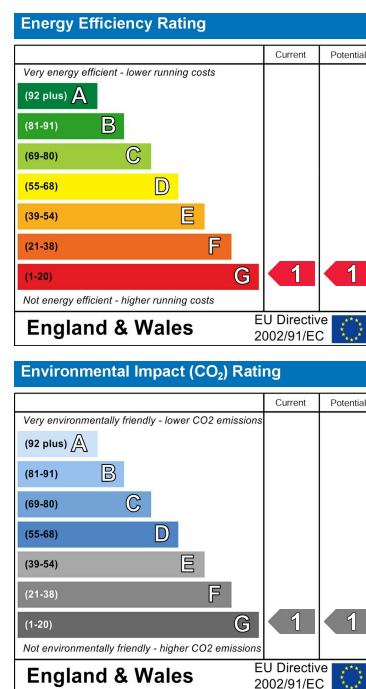 Energy Efficiency Rating
Current Potential
Very energy efficient - lower running costs
(92 plus) A
(81-91) B
(69-80) C
(55-68) D
(39-54) E
(21-38) F
(1-20) G 1 1
Not energy efficient - higher running costs
England & Wales
EU Directive
2002/91/EC
Environmental Impact (CO₂) Rating
Current Potential
Very environmentally friendly - lower CO2 emissions
(92 plus) A
(81-91) B
(69-80) C
(55-68) D
(39-54) E
(21-38) F
(1-20) G 1 1
Not environmentally friendly - higher CO2 emissions
England & Wales
EU Directive
2002/91/EC